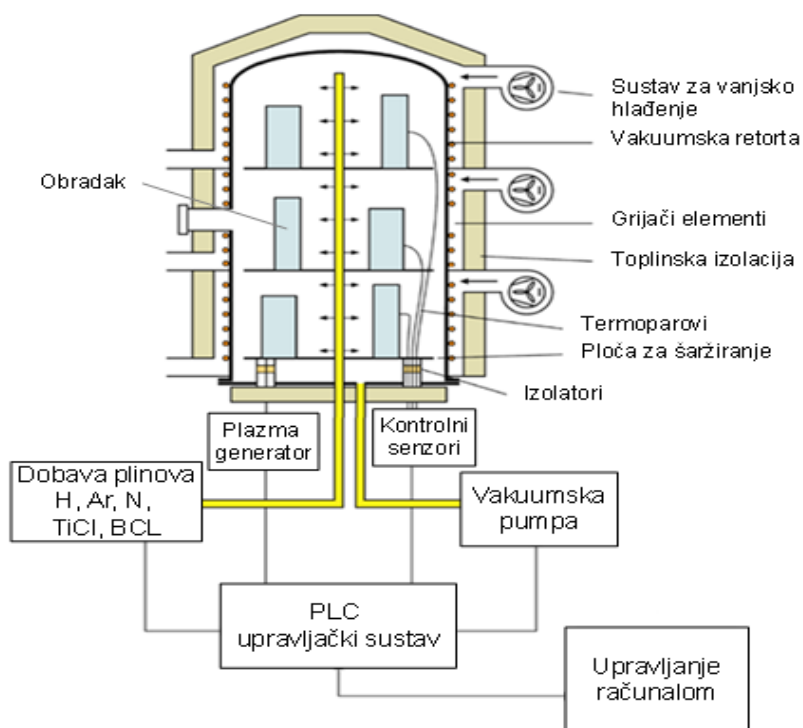 Sustav za vanjsko
hlađenje
Vakuumska retorta
Obradak
Grijači elementi
Toplinska izolacija
Termoparovi
Ploča za šaržiranje
Izolatori
Plazma
generator
Kontrolni
senzori
Dobava plinova
H, Ar, N,
TiCl, BCL
Vakuumska
pumpa
PLC
upravljački sustav
Upravljanje
računalom